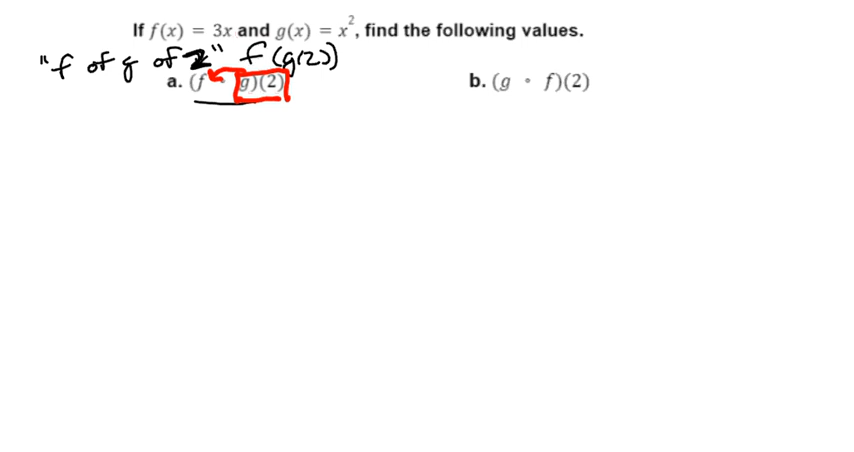 If f(x) = 3x and g(x) = x², find the following values.
"f of g of 2" f(g(2))
a. (f g)(2) b. (g ∘ f)(2)